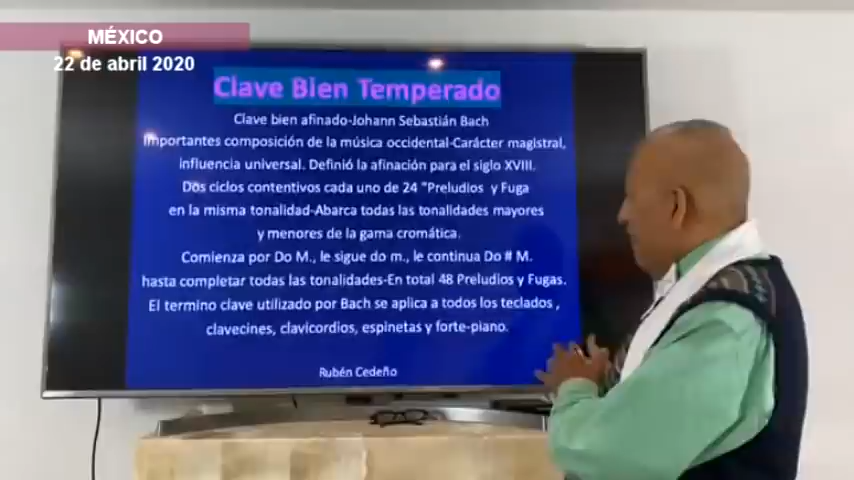 MÉXICO
22 de abril 2020
Clave Bien Temperado
Clave bien afinado-Johann Sebastián Bach
Importantes composición de la música occidental-Carácter magistral,
influencia universal. Definió la afinación para el siglo XVIII.
Dos ciclos contentivos cada uno de 24 "Preludios y Fuga
en la misma tonalidad-Abarca todas las tonalidades mayores
y menores de la gama cromática.
Comienza por Do M., le sigue do m., le continua Do # M.
hasta completar todas las tonalidades-En total 48 Preludios y Fugas.
El termino clave utilizado por Bach se aplica a todos los teclados ,
clavecines, clavicordios, espinetas y forte-piano.
Rubén Cedeño